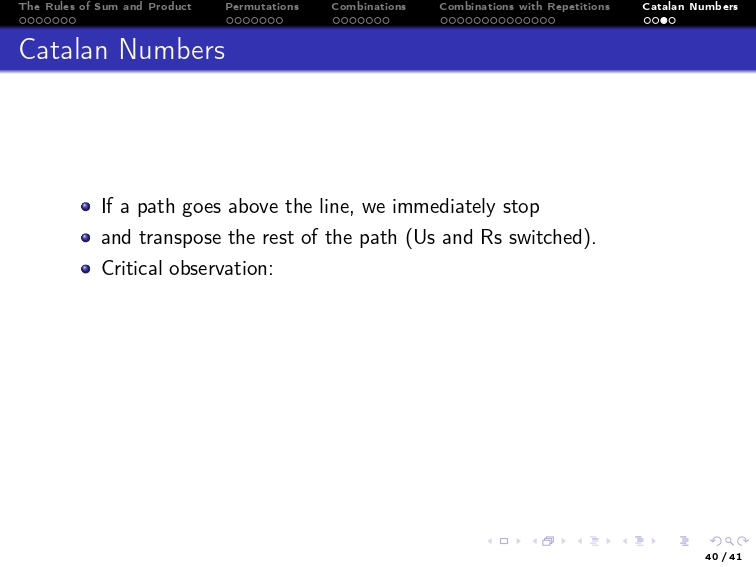 The Rules of Sum and Product Permutations Combinations Combinations with Repetitions Catalan Numbers
Catalan Numbers
If a path goes above the line, we immediately stop
and transpose the rest of the path (Us and Rs switched).
Critical observation:
40 / 41